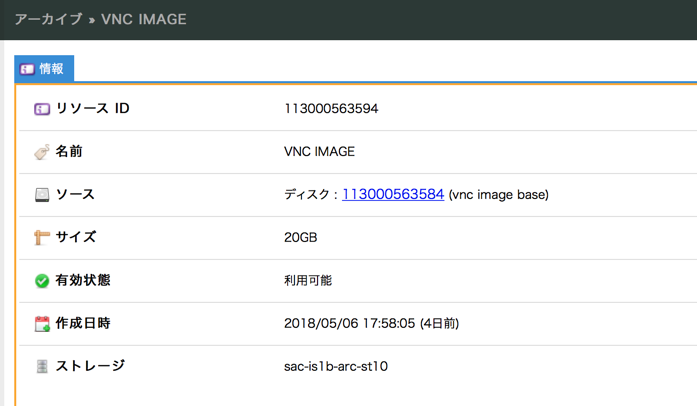 アーカイブ » VNC IMAGE
情報
リソース ID 113000563594
名前 VNC IMAGE
ソース ディスク : 113000563584 (vnc image base)
サイズ 20GB
有効状態 利用可能
作成日時 2018/05/06 17:58:05 (4日前)
ストレージ sac-is1b-arc-st10